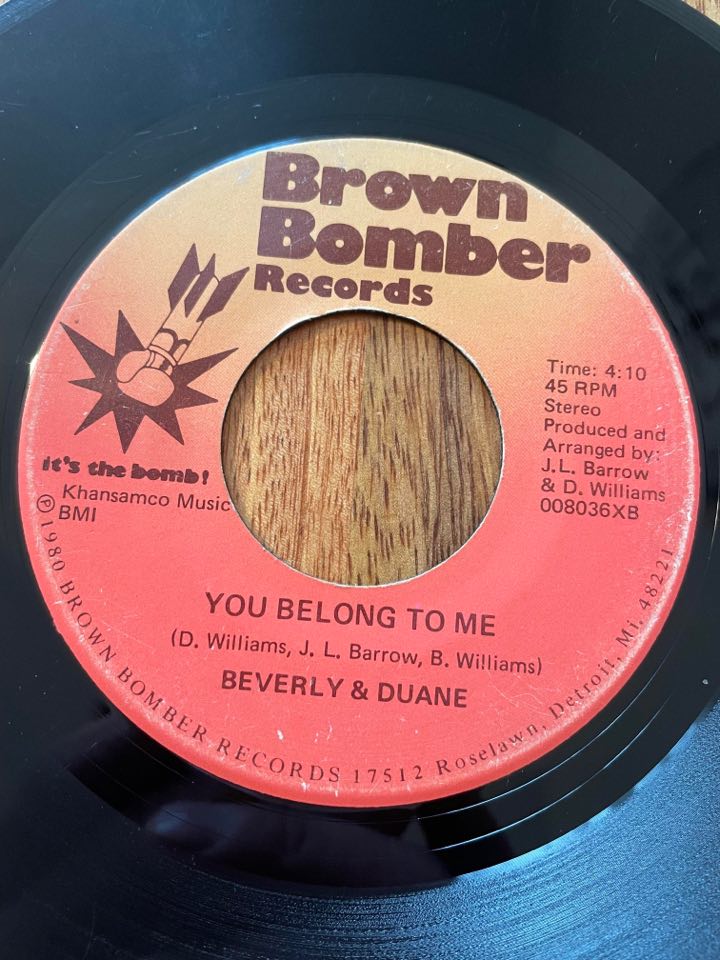 Brown
Bomber
Records
it's the bomb!
Khansamco Music
BMI
Time: 4:10
45 RPM
Stereo
Produced and
Arranged by:
J.L. Barrow
& D. Williams
008036XB
YOU BELONG TO ME
(D. Williams, J. L. Barrow, B. Williams)
BEVERLY & DUANE
℗1980 BROWN BOMBER RECORDS 17512 Roselawn, Detroit, Mi. 48221